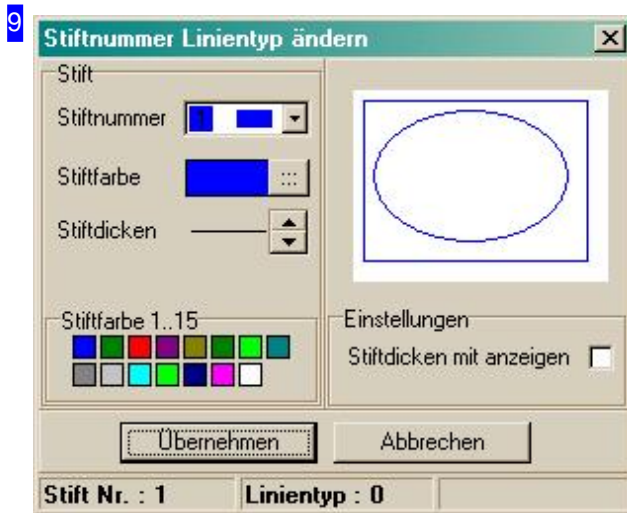 9
Stiftnummer Linientyp ändern
Stift
Stiftnummer 1
Stiftfarbe
Stiftdicken
Stiftfarbe 1..15
Einstellungen
Stiftdicken mit anzeigen
Übernehmen Abbrechen
Stift Nr. : 1 Linientyp : 0